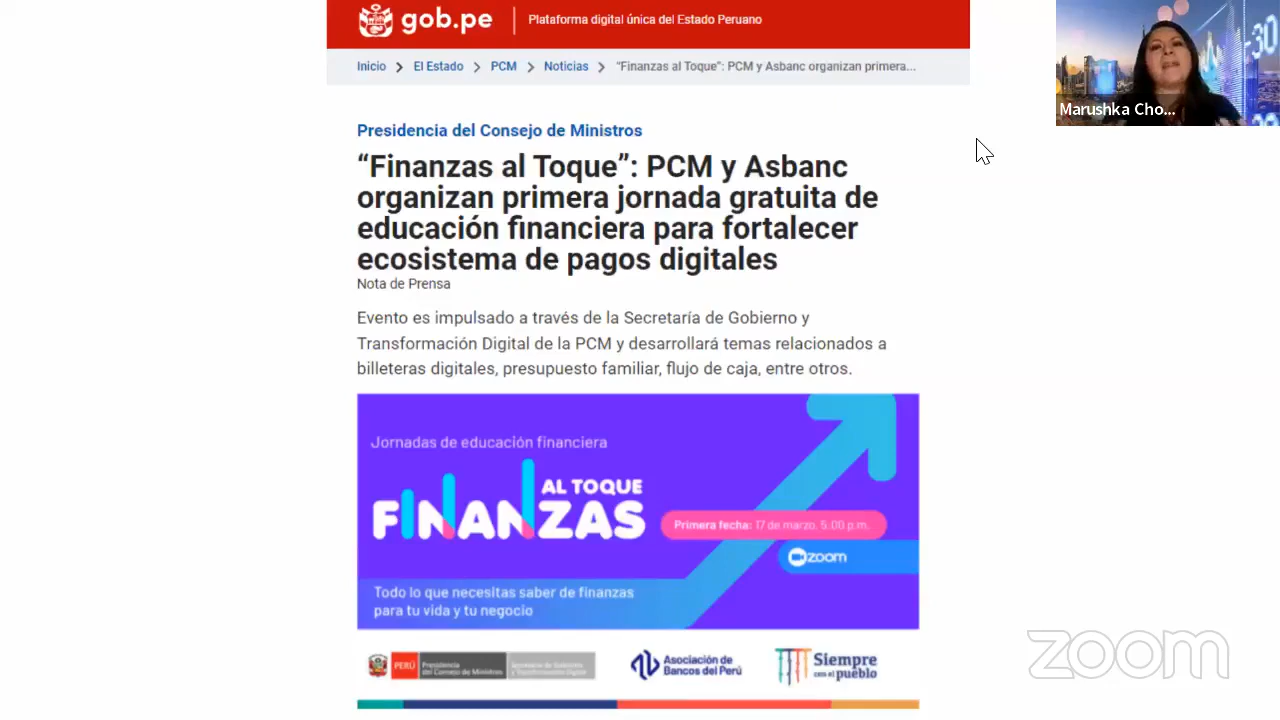 gob.pe
Plataforma digital única del Estado Peruano
Inicio > El Estado > PCM > Noticias > “Finanzas al Toque”: PCM y Asbanc organizan primera...
Marushka Cho...
Presidencia del Consejo de Ministros
“Finanzas al Toque”: PCM y Asbanc
organizan primera jornada gratuita de
educación financiera para fortalecer
ecosistema de pagos digitales
Nota de Prensa
Evento es impulsado a través de la Secretaría de Gobierno y
Transformación Digital de la PCM y desarrollará temas relacionados a
billeteras digitales, presupuesto familiar, flujo de caja, entre otros.
Jornadas de educación financiera
AL TOQUE
FINANZAS
Primera fecha: 17 de marzo, 5:00 p.m.
zoom
Todo lo que necesitas saber de finanzas
para tu vida y tu negocio
PERÚ
Presidencia
del Consejo de Ministros
Secretaría de Gobierno
y Transformación Digital
Asociación de
Bancos del Perú
Siempre
con el pueblo
zoom